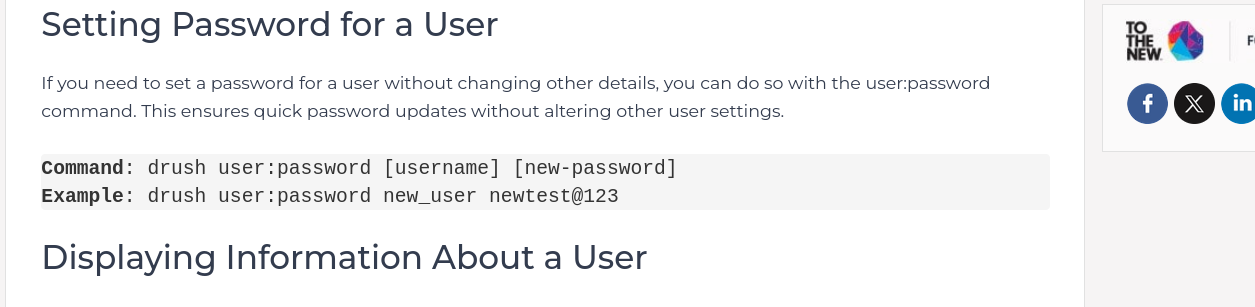 Setting Password for a User
If you need to set a password for a user without changing other details, you can do so with the user:password
command. This ensures quick password updates without altering other user settings.
Command: drush user:password [username] [new-password]
Example: drush user:password new_user newtest@123
Displaying Information About a User
TO
THE
NEW
f
X
in